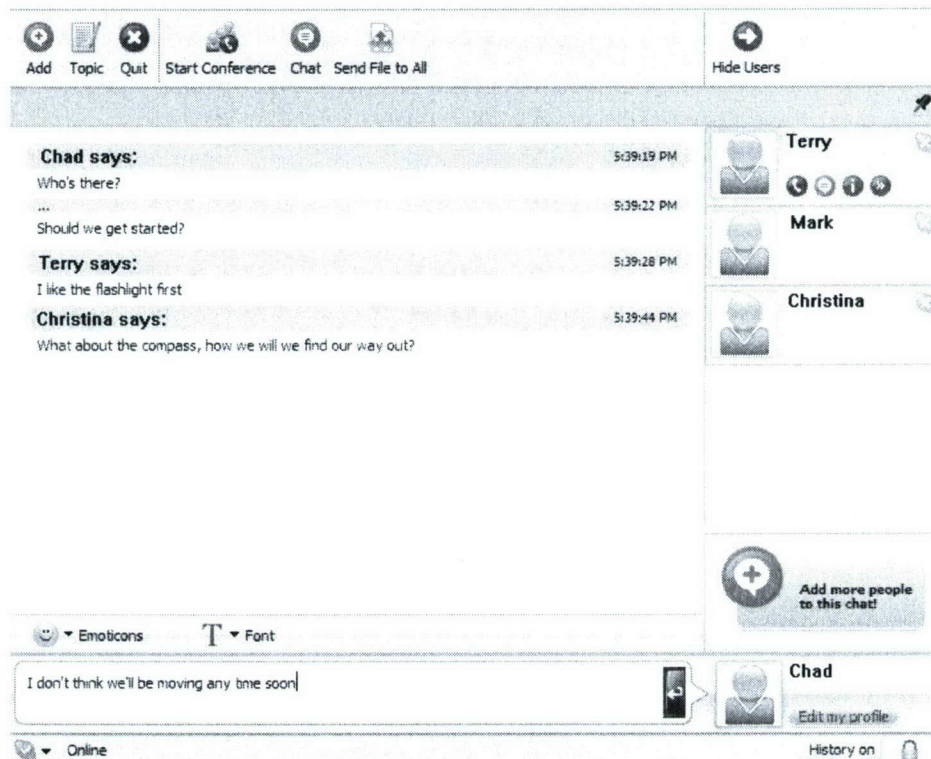 Add Topic Quit Start Conference Chat Send File to All Hide Users
Chad says: 5:39:19 PM
Who's there?
... 5:39:22 PM
Should we get started?
Terry says: 5:39:28 PM
I like the flashlight first
Christina says: 5:39:44 PM
What about the compass, how we will we find our way out?
Terry
Mark
Christina
Add more people
to this chat!
Emoticons T Font
I don't think we'll be moving any time soon
Chad
Edit my profile
Online History on